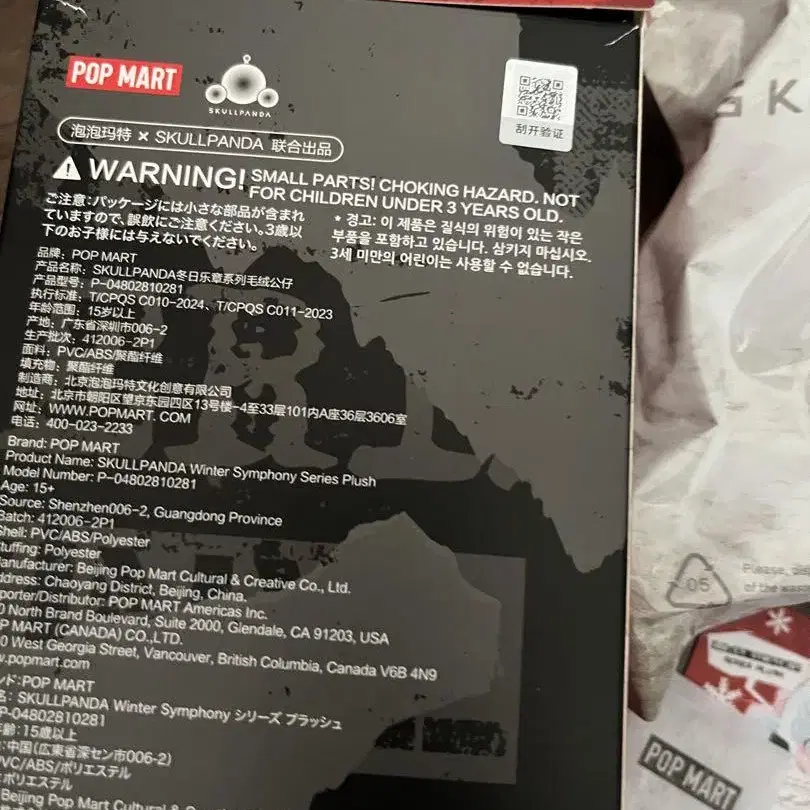 POP MART
SKULLPANDA
刮开验证
泡泡玛特 × SKULLPANDA 联合出品
WARNING! SMALL PARTS! CHOKING HAZARD. NOT
FOR CHILDREN UNDER 3 YEARS OLD.
ご注意:パッケージには小さな部品が含まれ
ていますので、誤飲にご注意ください。3歳以
下のお子様には与えないでください。
* 경고: 이 제품은 질식의 위험이 있는 작은
부품을 포함하고 있습니다. 삼키지 마십시오.
3세 미만의 어린이는 사용할 수 없습니다.
品牌: POP MART
产品名称: SKULLPANDA冬日乐章系列毛绒公仔
产品型号: P-04802810281
执行标准: T/CPQS C010-2024、T/CPQS C011-2023
年龄范围: 15岁以上
产地: 广东省深圳市006-2
生产批次: 412006-2P1
面料: PVC/ABS/聚酯纤维
填充物: 聚酯纤维
制造商: 北京泡泡玛特文化创意有限公司
地址: 北京市朝阳区望京东园四区13号楼-4至33层101内A座36层3606室
网址: WWW.POPMART. COM
电话: 400-023-2233
Brand: POP MART
Product Name: SKULLPANDA Winter Symphony Series Plush
Model Number: P-04802810281
Age: 15+
Source: Shenzhen006-2, Guangdong Province
Batch: 412006-2P1
Shell: PVC/ABS/Polyester
tuffing: Polyester
anufacturer: Beijing Pop Mart Cultural & Creative Co., Ltd.
ddress: Chaoyang District, Beijing, China.
porter/Distributor: POP MART Americas Inc.
0 North Brand Boulevard, Suite 2000, Glendale, CA 91203, USA
P MART (CANADA) CO.,LTD.
0 West Georgia Street, Vancouver, British Columbia, Canada V6B 4N9
w.popmart.com
ンド:POP MART
名: SKULLPANDA Winter Symphony シリーズ プラッシュ
P-04802810281
齢:15歳以上
:中国(広東省深セン市006-2)
PVC/ABS/ポリエステル
:ポリエステル
Beijing Pop Mart Cultural & Creative Co., Ltd.
SK
05
Please,
of the
POP MART